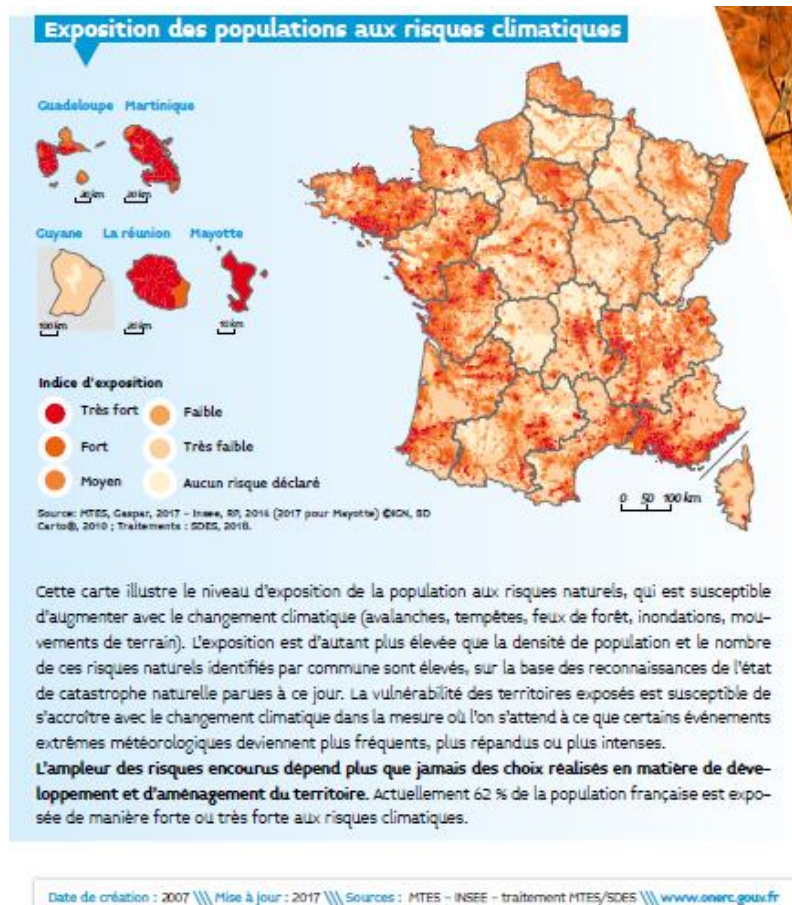 Exposition des populations aux risques climatiques
Guadeloupe Martinique
20 km 20 km
Guyane La réunion Mayotte
100 km 20 km 10 km
Indice d'exposition
Très fort Faible
Fort Très faible
Moyen Aucun risque déclaré
0 50 100 km
Source: MTES, Gaspar, 2017 – Insee, RP, 2014 (2017 pour Mayotte) ©IGN, BD
Carto®, 2010 ; Traitements : SDES, 2018.
Cette carte illustre le niveau d'exposition de la population aux risques naturels, qui est susceptible
d'augmenter avec le changement climatique (avalanches, tempêtes, feux de forêt, inondations, mou-
vements de terrain). L'exposition est d'autant plus élevée que la densité de population et le nombre
de ces risques naturels identifiés par commune sont élevés, sur la base des reconnaissances de l'état
de catastrophe naturelle parues à ce jour. La vulnérabilité des territoires exposés est susceptible de
s'accroître avec le changement climatique dans la mesure où l'on s'attend à ce que certains événements
extrêmes météorologiques deviennent plus fréquents, plus répandus ou plus intenses.
L'ampleur des risques encourus dépend plus que jamais des choix réalisés en matière de déve-
loppement et d'aménagement du territoire. Actuellement 62 % de la population française est expo-
sée de manière forte ou très forte aux risques climatiques.
Date de création : 2007 \\\ Mise à jour : 2017 \\\ Sources : MTES – INSEE – traitement MTES/SDES \\\ www.onerc.gouv.fr